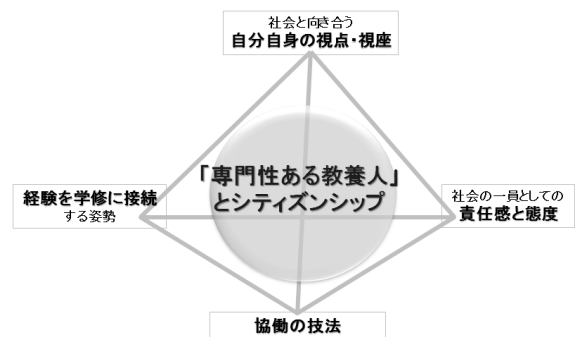 社会と向き合う
自分自身の視点・視座
「専門性ある教養人」
とシティズンシップ
経験を学修に接続
する姿勢
社会の一員としての
責任感と態度
協働の技法